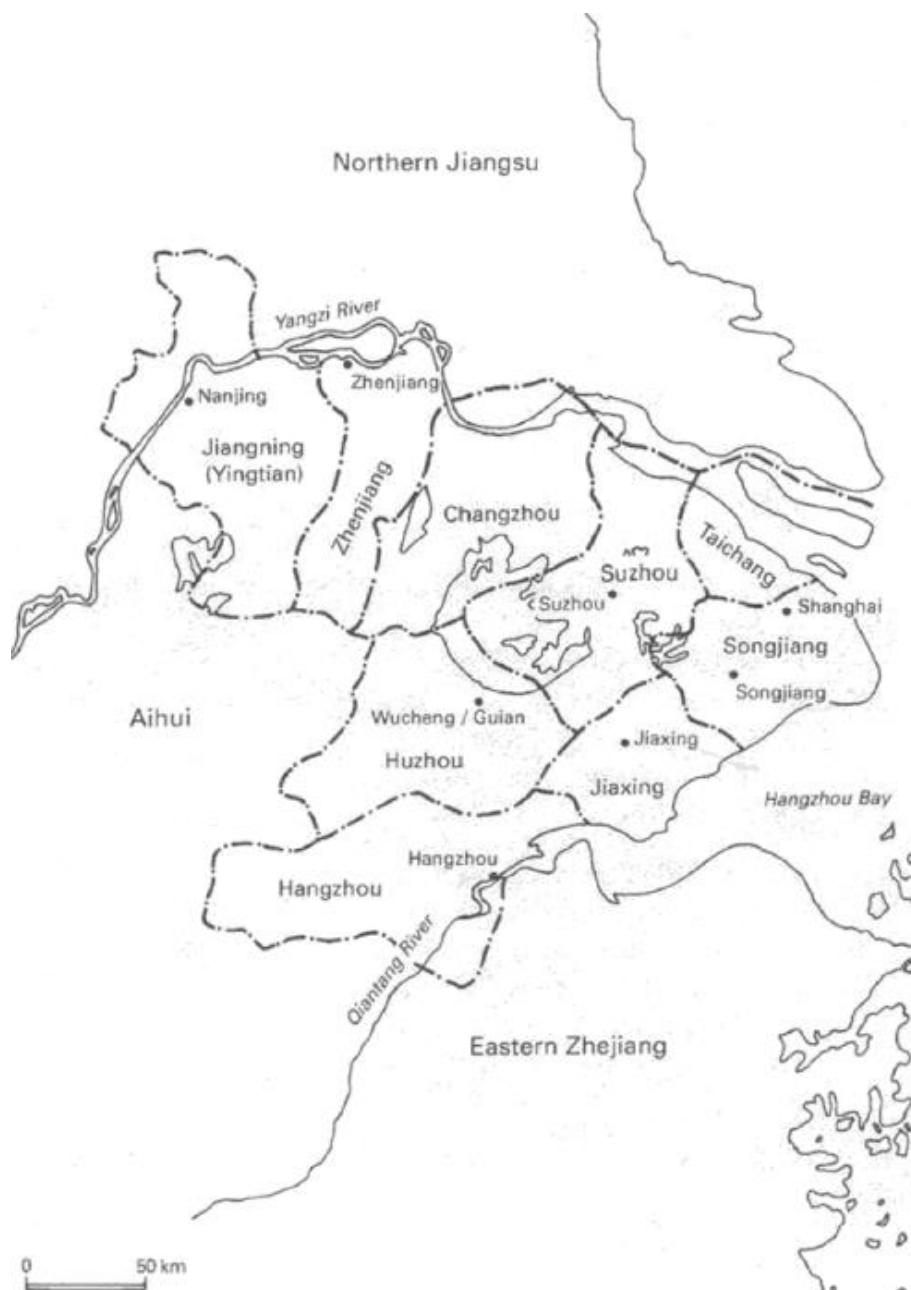 Northern Jiangsu
Yangzi River
Zhenjiang
Nanjing
Jiangning
(Yingtian)
Zhenjiang
Changzhou
Taichang
Suzhou
Suzhou
Shanghai
Songjiang
Songjiang
Aihui
Wucheng / Guian
Huzhou
Jiaxing
Jiaxing
Hangzhou Bay
Hangzhou
Hangzhou
Qiantang River
Eastern Zhejiang
0 50 km